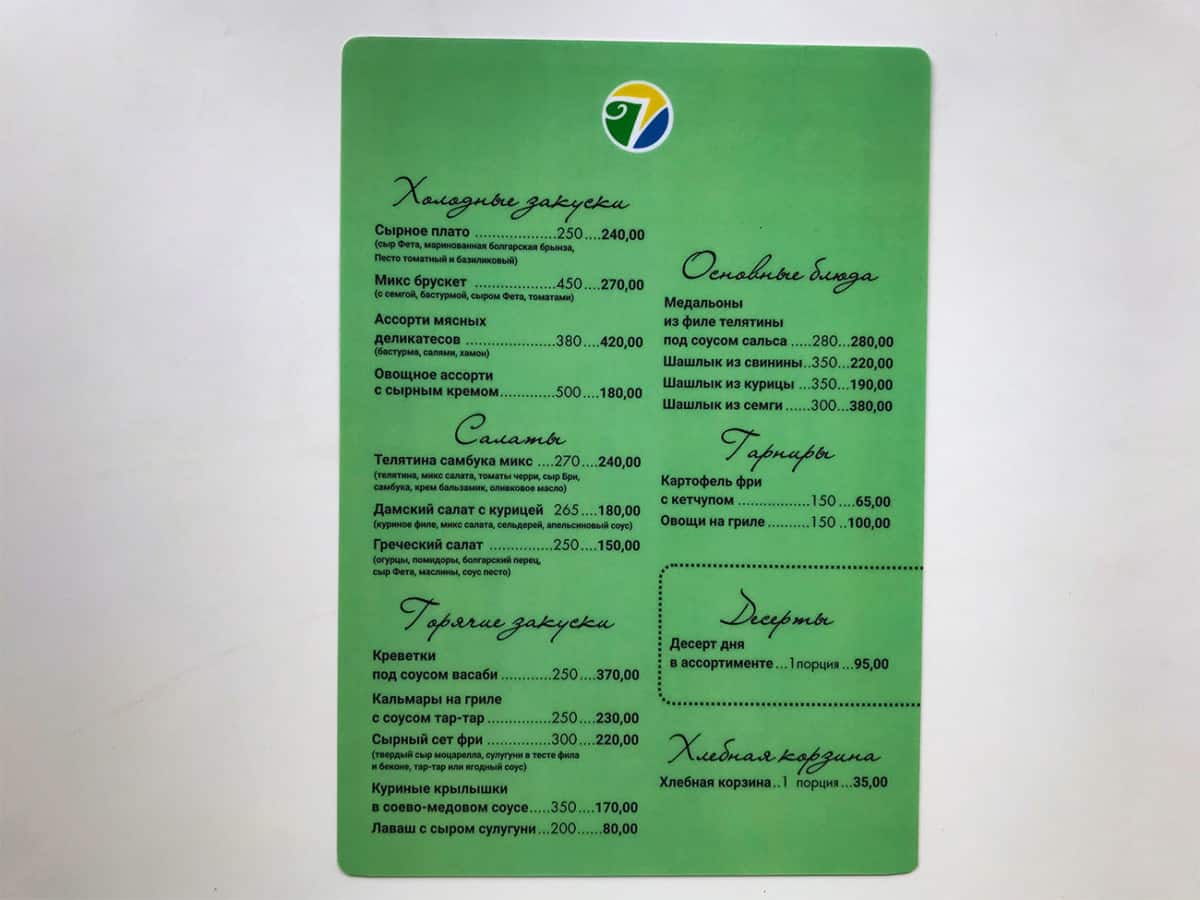 Холодные закуски
Сырное плато ...................250....240,00
(сыр Фета, маринованная болгарская брынза,
Песто томатный и базиликовый)
Микс брускет ...................450....270,00
(с семгой, бастурмой, сыром Фета, томатами)
Ассорти мясных
деликатесов .....................380....420,00
(бастурма, салями, хамон)
Овощное ассорти
с сырным кремом.............500....180,00
Салаты
Телятина самбука микс ....270....240,00
(телятина, микс салата, томаты черри, сыр Бри,
самбука, крем бальзамик, оливковое масло)
Дамский салат с курицей 265....180,00
(куриное филе, микс салата, сельдерей, апельсиновый соус)
Греческий салат ...............250....150,00
(огурцы, помидоры, болгарский перец,
сыр Фета, маслины, соус песто)
Горячие закуски
Креветки
под соусом васаби ............250....370,00
Кальмары на гриле
с соусом тар-тар ...............250....230,00
Сырный сет фри ...............300....220,00
(твердый сыр моцарелла, сулугуни в тесте фила
и беконе, тар-тар или ягодный соус)
Куриные крылышки
в соево-медовом соусе.....350....170,00
Лаваш с сыром сулугуни...200......80,00
Основные блюда
Медальоны
из филе телятины
под соусом сальса ......280...280,00
Шашлык из свинины..350...220,00
Шашлык из курицы ...350...190,00
Шашлык из семги ......300...380,00
Гарниры
Картофель фри
с кетчупом .................150 ....65,00
Овощи на гриле ..........150 ..100,00
Десерты
Десерт дня
в ассортименте ...1 порция ...95,00
Хлебная корзина
Хлебная корзина..1 порция ...35,00